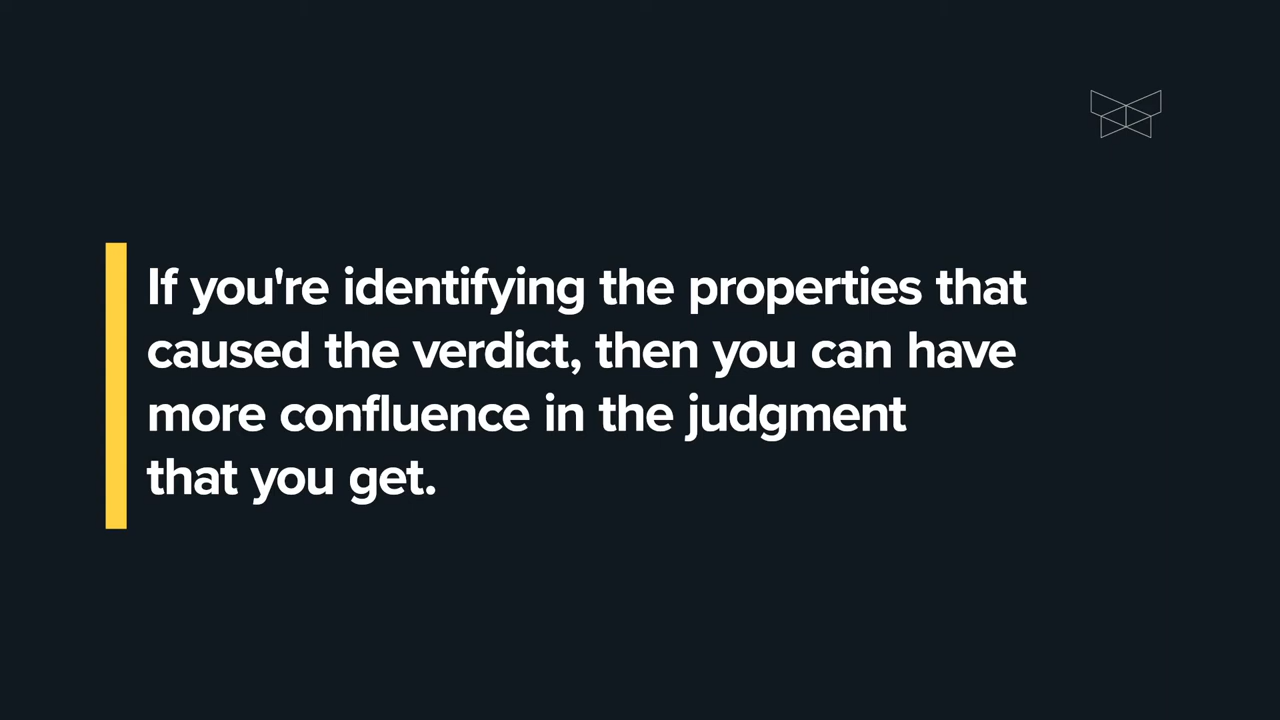 If you're identifying the properties that
caused the verdict, then you can have
more confluence in the judgment
that you get.